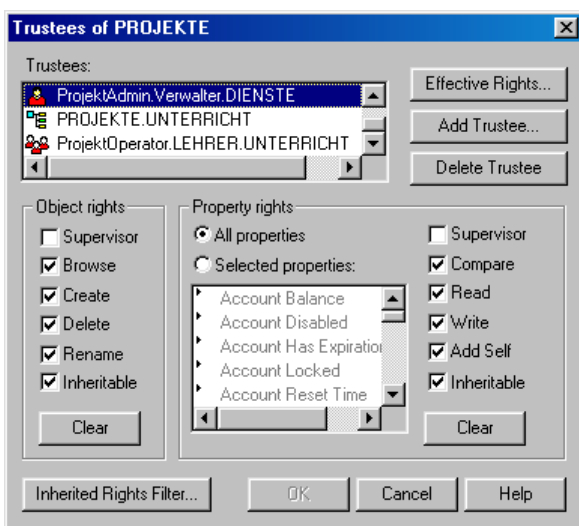 Trustees of PROJEKTE
Trustees:
ProjektAdmin.Verwalter.DIENSTE
PROJEKTE.UNTERRICHT
ProjektOperator.LEHRER.UNTERRICHT
Effective Rights...
Add Trustee...
Delete Trustee
Object rights
Supervisor
Browse
Create
Delete
Rename
Inheritable
Clear
Property rights
All properties
Selected properties:
Account Balance
Account Disabled
Account Has Expiration
Account Locked
Account Reset Time
Supervisor
Compare
Read
Write
Add Self
Inheritable
Clear
Inherited Rights Filter...
OK
Cancel
Help